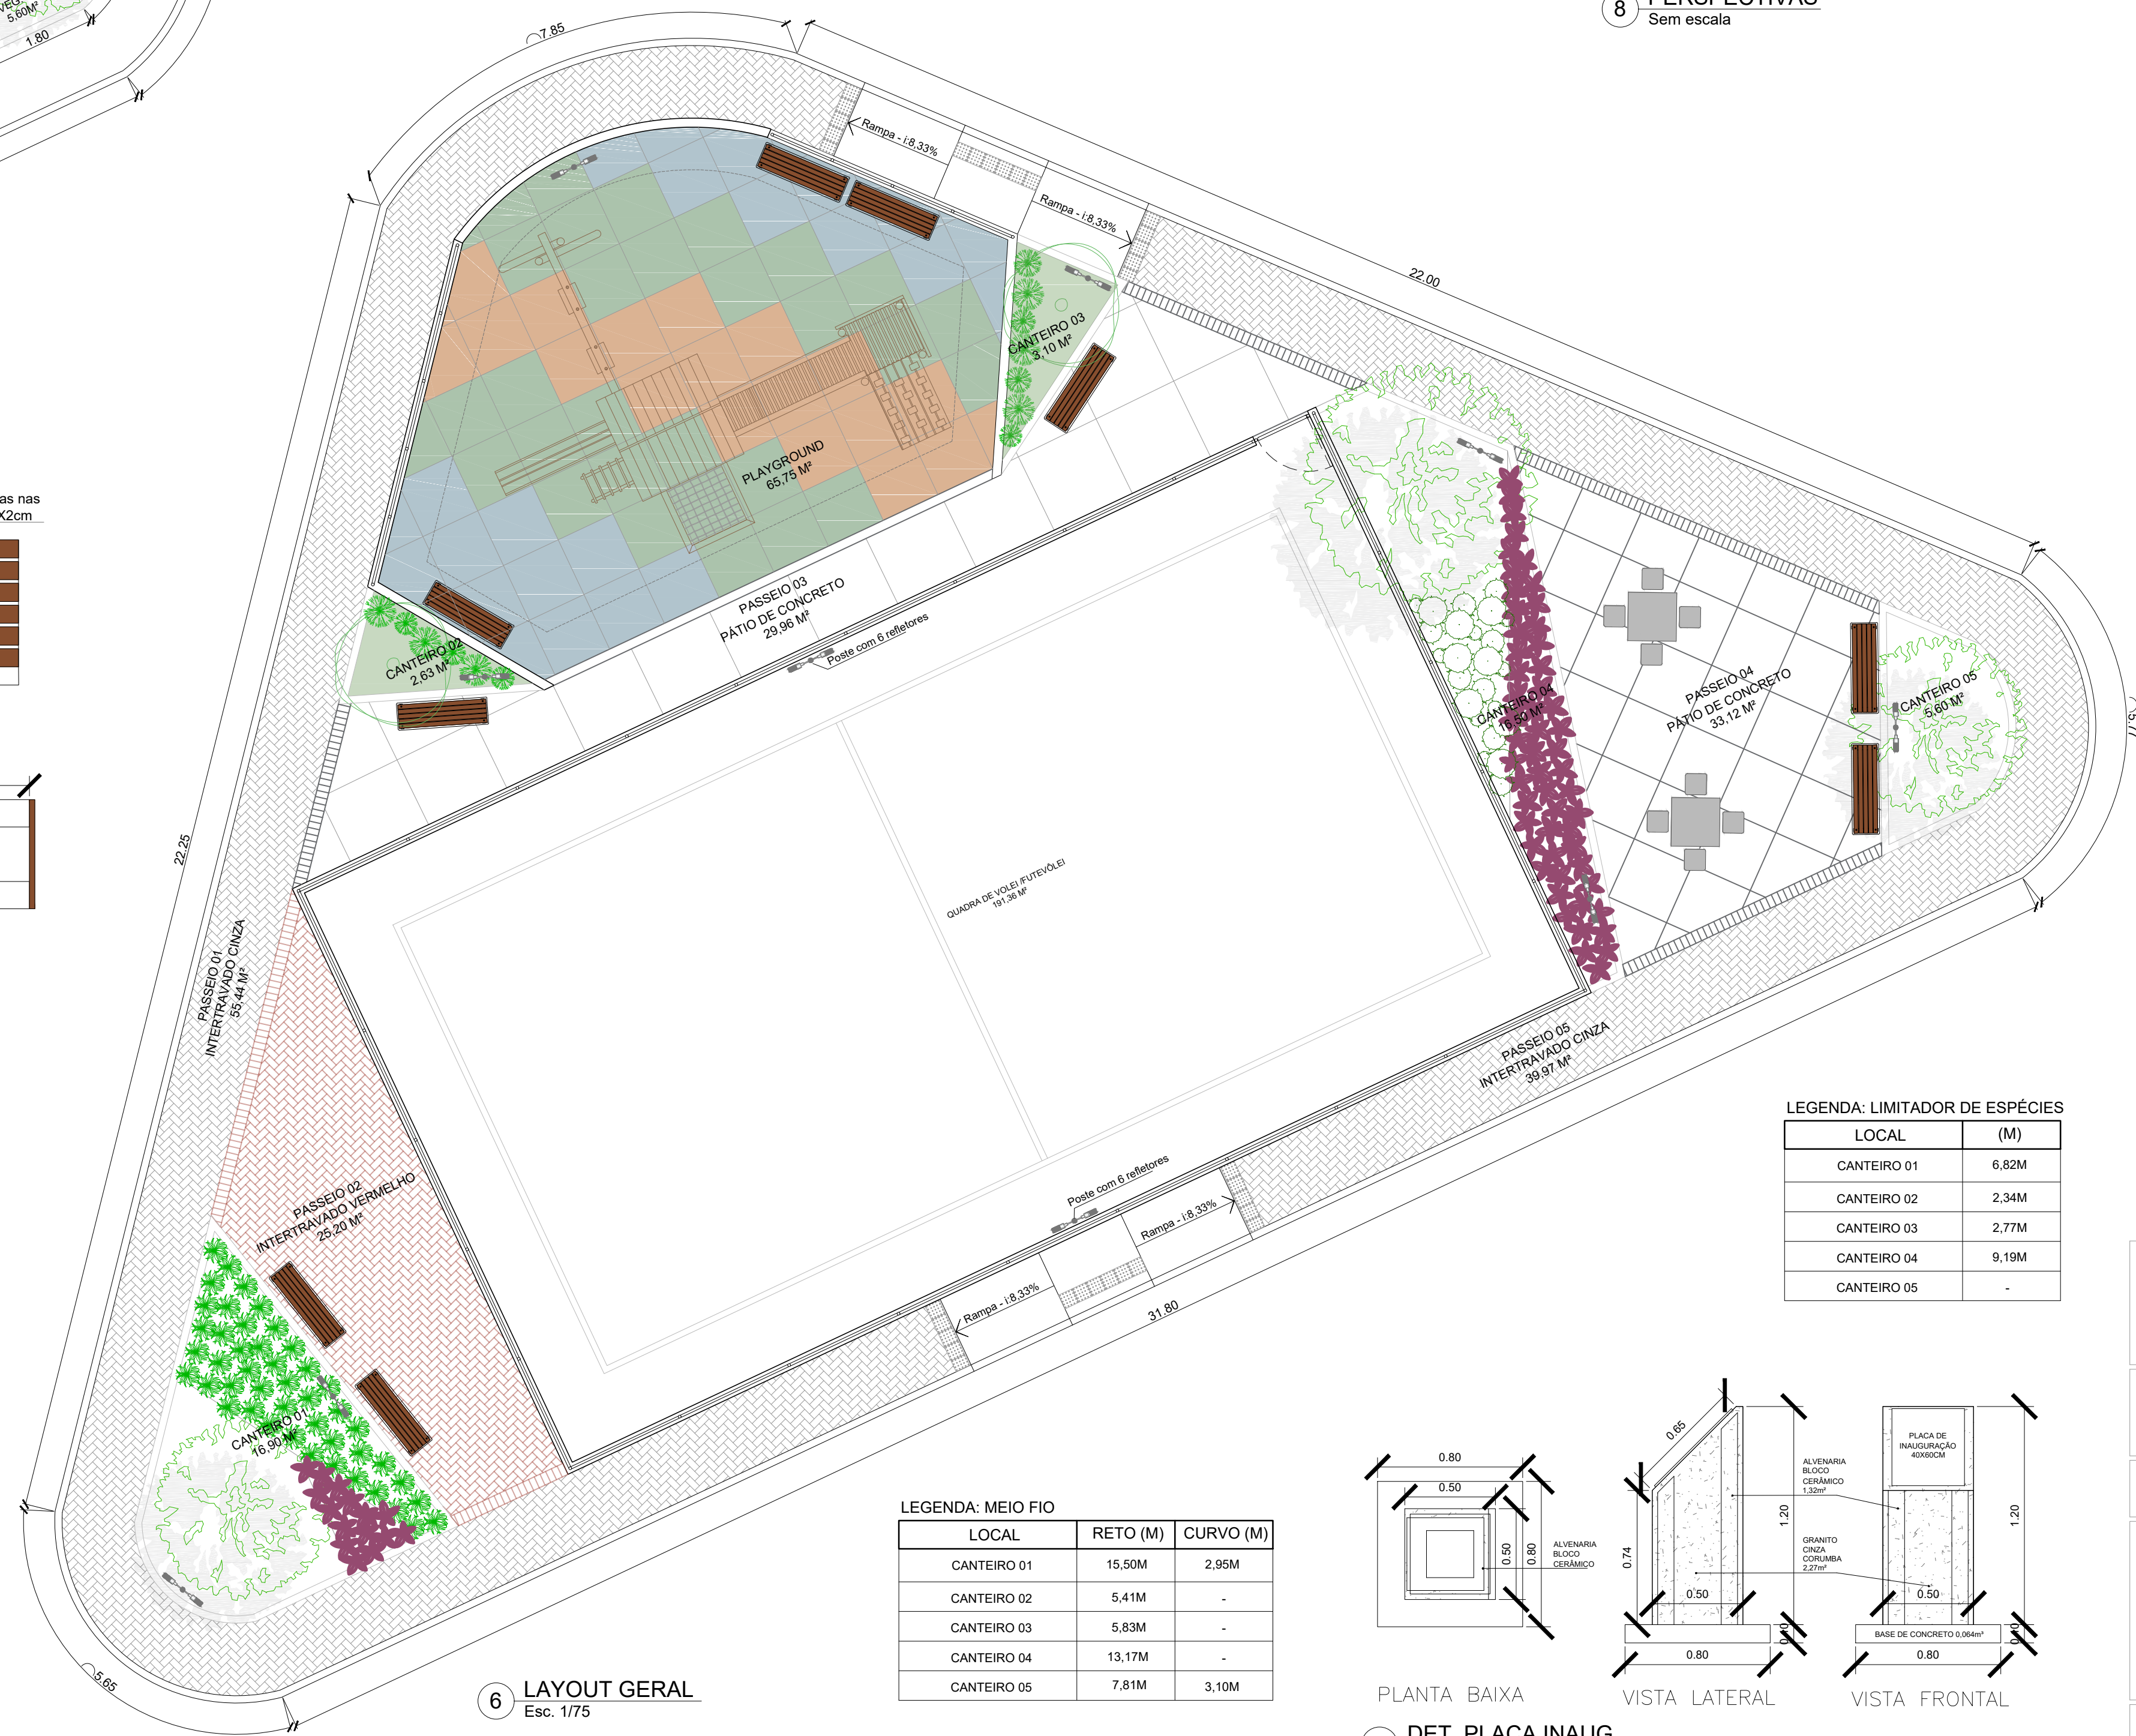 5,60M²
1.80
8
Sem escala
7.85
Rampa - i:8,33%
Rampa - i:8,33%
22.00
CANTEIRO 03
3,10 M²
PLAYGROUND
65,75 M²
as nas
X2cm
PASSEIO 03
PÁTIO DE CONCRETO
29,96 M²
Poste com 6 refletores
CANTEIRO 02
2,63 M²
CANTEIRO 04
16,50 M²
PASSEIO 04
PÁTIO DE CONCRETO
33,12 M²
CANTEIRO 05
5,60 M²
5.77
22.25
QUADRA DE VOLEI /FUTEVÔLEI
191,36 M²
PASSEIO 01
INTERTRAVADO CINZA
55,44 M²
PASSEIO 05
INTERTRAVADO CINZA
39,97 M²
PASSEIO 02
INTERTRAVADO VERMELHO
25,20 M²
Poste com 6 refletores
Rampa - i:8,33%
Rampa - i:8,33%
31.80
CANTEIRO 01
16,90 M²
5.65
LEGENDA: LIMITADOR DE ESPÉCIES
LOCAL (M)
CANTEIRO 01 6,82M
CANTEIRO 02 2,34M
CANTEIRO 03 2,77M
CANTEIRO 04 9,19M
CANTEIRO 05 -
6 LAYOUT GERAL
Esc. 1/75
LEGENDA: MEIO FIO
LOCAL RETO (M) CURVO (M)
CANTEIRO 01 15,50M 2,95M
CANTEIRO 02 5,41M -
CANTEIRO 03 5,83M -
CANTEIRO 04 13,17M -
CANTEIRO 05 7,81M 3,10M
0.80
0.50
0.50
0.80
ALVENARIA
BLOCO
CERÂMICO
PLANTA BAIXA
0.65
0.74
0.50
1.20
0.80
VISTA LATERAL
ALVENARIA
BLOCO
CERÂMICO
1,32m²
GRANITO
CINZA
CORUMBA
2,27m²
PLACA DE
INAUGURAÇÃO
40X60CM
1.20
0.50
BASE DE CONCRETO 0,064m³
0.80
VISTA FRONTAL
DET. PLACA INAUG.